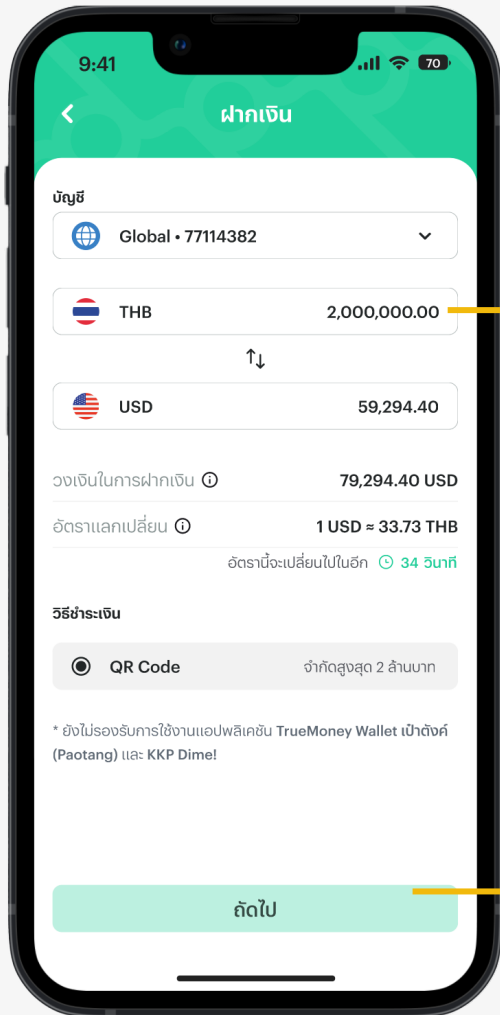 9:41
70
ฝากเงิน
บัญชี
Global • 77114382
THB 2,000,000.00
USD 59,294.40
วงเงินในการฝากเงิน 79,294.40 USD
อัตราแลกเปลี่ยน 1 USD ≈ 33.73 THB
อัตรานี้จะเปลี่ยนไปในอีก 34 วินาที
วิธีชำระเงิน
QR Code จำกัดสูงสุด 2 ล้านบาท
* ยังไม่รองรับการใช้งานแอปพลิเคชัน TrueMoney Wallet เป๋าตังค์
(Paotang) และ KKP Dime!
ถัดไป